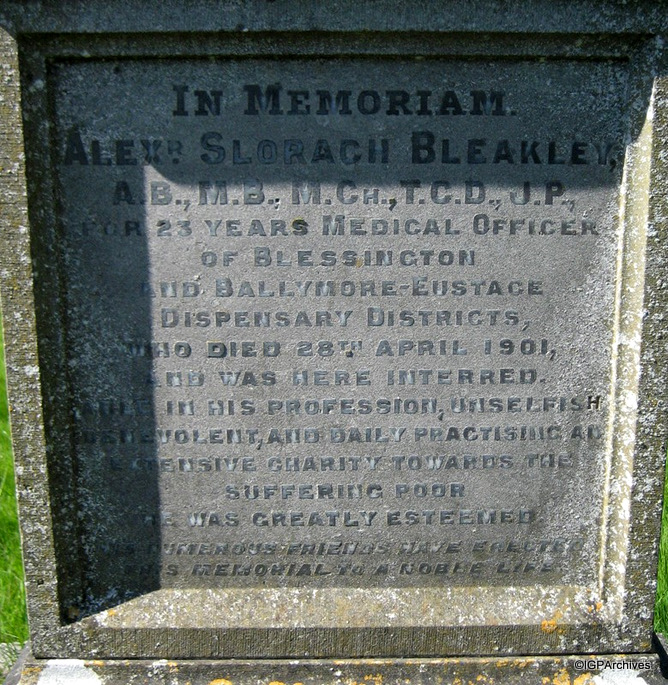 In Memoriam.
Alexr. Slorach Bleakley,
A.B., M.B., M.Ch., T.C.D., J.P.,
for 23 years Medical Officer
of Blessington
and Ballymore-Eustace
Dispensary Districts,
who died 28th April 1901,
and was here interred.
Able in his profession, unselfish
benevolent, and daily practising an
extensive charity towards the
suffering poor
he was greatly esteemed
His numerous friends have erected
this memorial to a noble life.
©IGPArchives